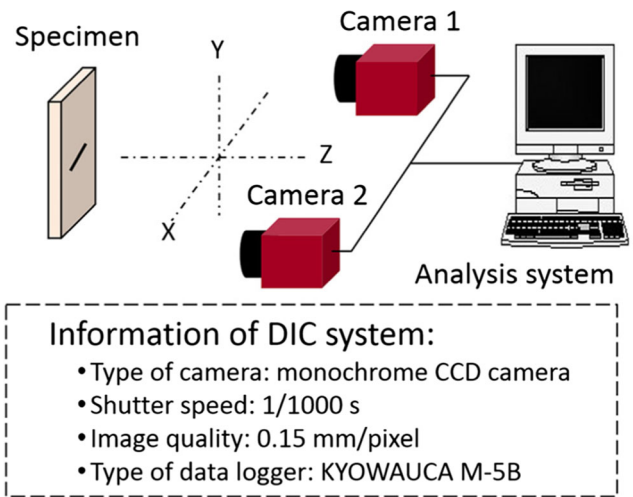 Specimen
Camera 1
Y
Z
Camera 2
X
Analysis system
Information of DIC system:
•Type of camera: monochrome CCD camera
•Shutter speed: 1/1000 s
•Image quality: 0.15 mm/pixel
•Type of data logger: KYOWAUCA M-5B